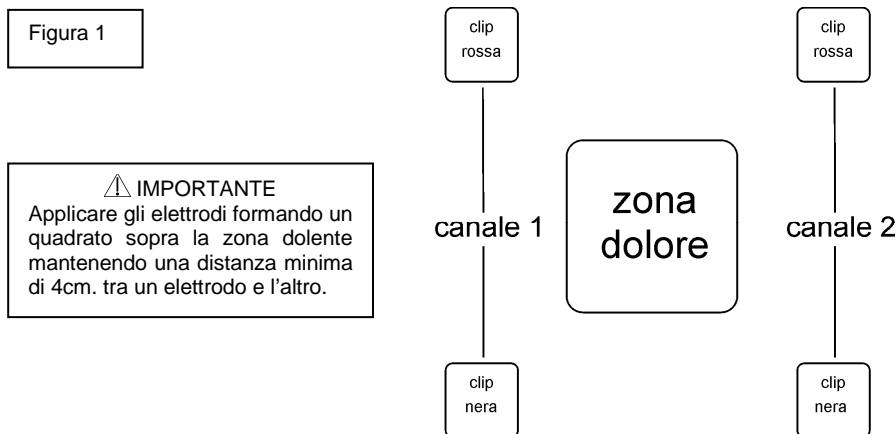 Figura 1
⚠ IMPORTANTE
Applicare gli elettrodi formando un
quadrato sopra la zona dolente
mantenendo una distanza minima
di 4cm. tra un elettrodo e l'altro.
clip
rossa
canale 1
clip
nera
zona
dolore
clip
rossa
canale 2
clip
nera